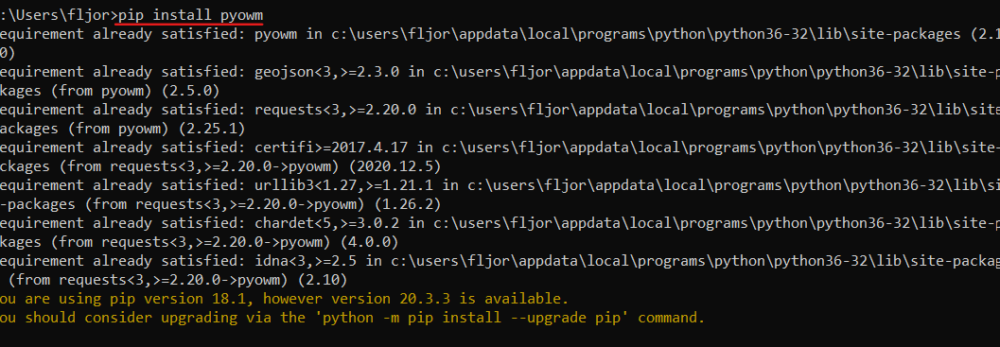 :\Users\fljor>pip install pyowm
equirement already satisfied: pyowm in c:\users\fljor\appdata\local\programs\python\python36-32\lib\site-packages (2.1
0)
equirement already satisfied: geojson<3,>=2.3.0 in c:\users\fljor\appdata\local\programs\python\python36-32\lib\site-p
kages (from pyowm) (2.5.0)
equirement already satisfied: requests<3,>=2.20.0 in c:\users\fljor\appdata\local\programs\python\python36-32\lib\site
ackages (from pyowm) (2.25.1)
equirement already satisfied: certifi>=2017.4.17 in c:\users\fljor\appdata\local\programs\python\python36-32\lib\site-
ckages (from requests<3,>=2.20.0->pyowm) (2020.12.5)
equirement already satisfied: urllib3<1.27,>=1.21.1 in c:\users\fljor\appdata\local\programs\python\python36-32\lib\si
-packages (from requests<3,>=2.20.0->pyowm) (1.26.2)
equirement already satisfied: chardet<5,>=3.0.2 in c:\users\fljor\appdata\local\programs\python\python36-32\lib\site-p
kages (from requests<3,>=2.20.0->pyowm) (4.0.0)
equirement already satisfied: idna<3,>=2.5 in c:\users\fljor\appdata\local\programs\python\python36-32\lib\site-packag
(from requests<3,>=2.20.0->pyowm) (2.10)
ou are using pip version 18.1, however version 20.3.3 is available.
ou should consider upgrading via the 'python -m pip install --upgrade pip' command.